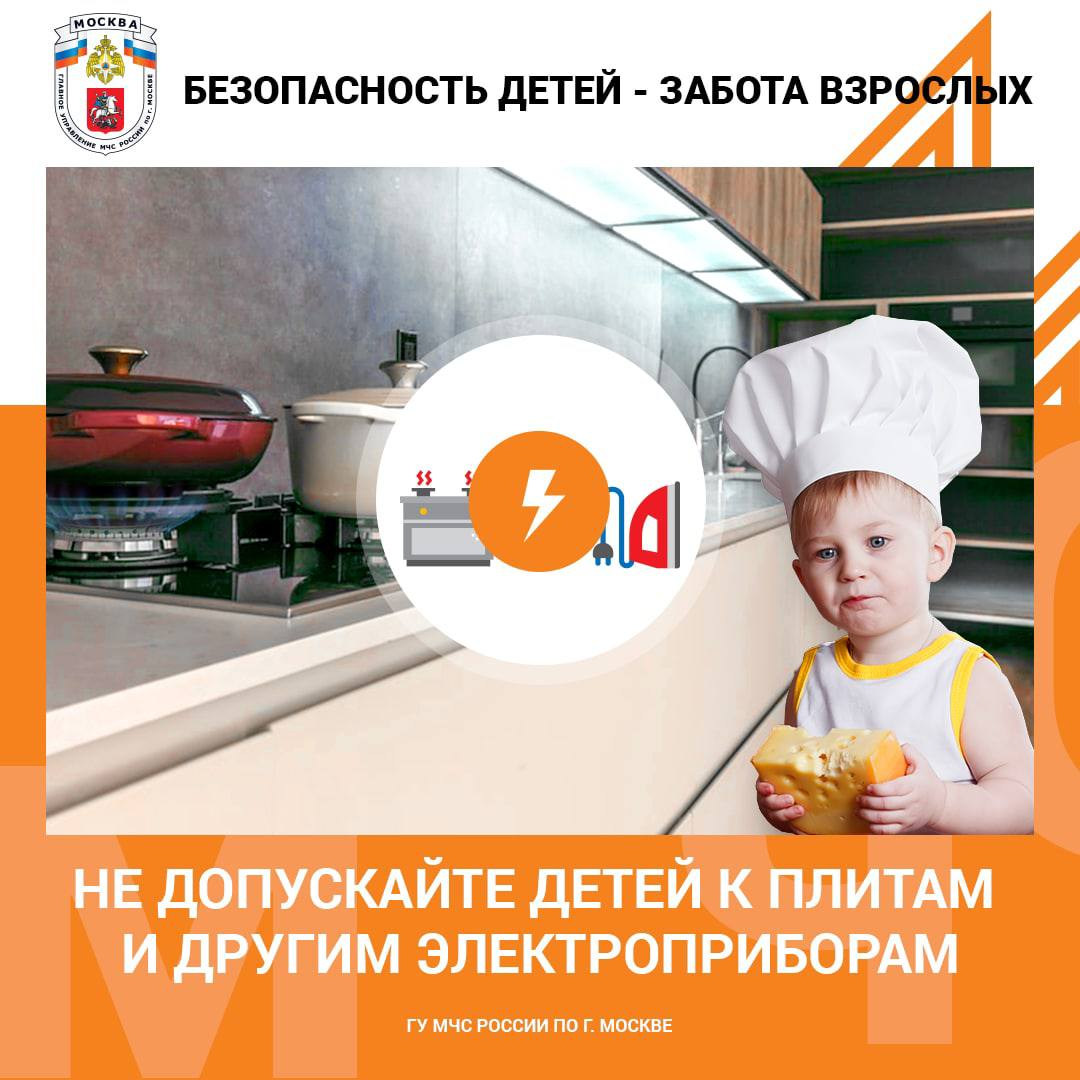 МОСКВА
ГЛАВНОЕ УПРАВЛЕНИЕ МЧС РОССИИ по г. МОСКВЕ
БЕЗОПАСНОСТЬ ДЕТЕЙ - ЗАБОТА ВЗРОСЛЫХ
НЕ ДОПУСКАЙТЕ ДЕТЕЙ К ПЛИТАМ
И ДРУГИМ ЭЛЕКТРОПРИБОРАМ
ГУ МЧС РОССИИ ПО Г. МОСКВЕ